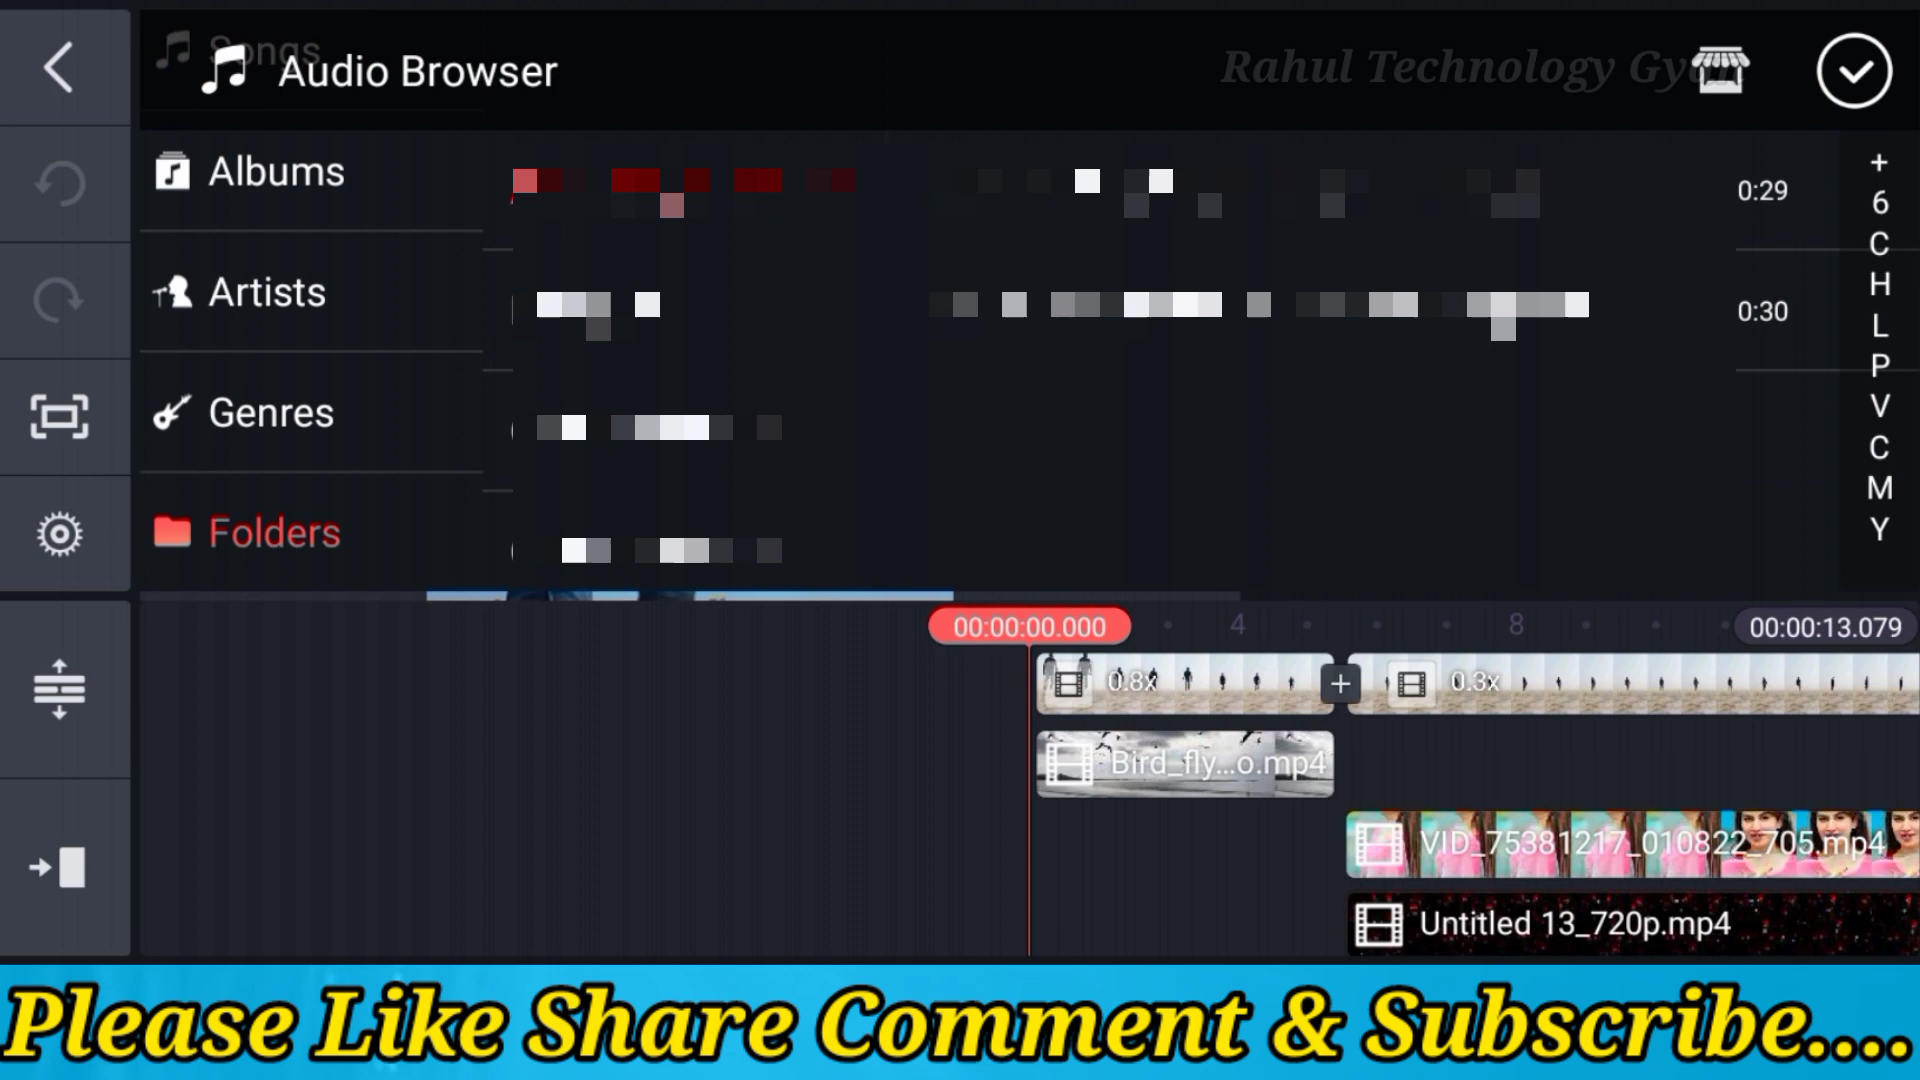 Songs
Audio Browser
Rahul Technology Gyan
Albums
0:29
Artists
0:30
Genres
Folders
+
6
C
H
L
P
V
C
M
Y
00:00:00.000
4
8
00:00:13.079
0.8x
+
0.3x
Bird_fly...o.mp4
VID_75381217_010822_705.mp4
Untitled 13_720p.mp4
Please Like Share Comment & Subscribe....